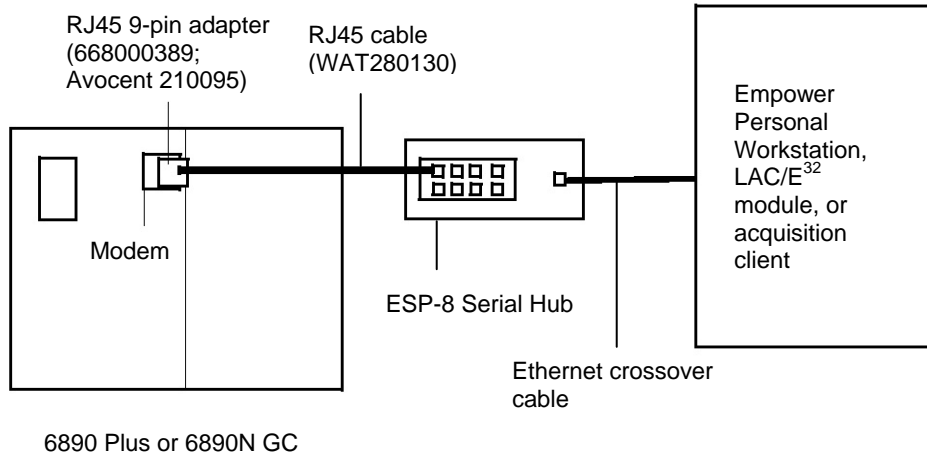 RJ45 9-pin adapter
(668000389;
Avocent 210095)
RJ45 cable
(WAT280130)
Empower
Personal
Workstation,
LAC/E32
module, or
acquisition
client
Modem
ESP-8 Serial Hub
Ethernet crossover
cable
6890 Plus or 6890N GC